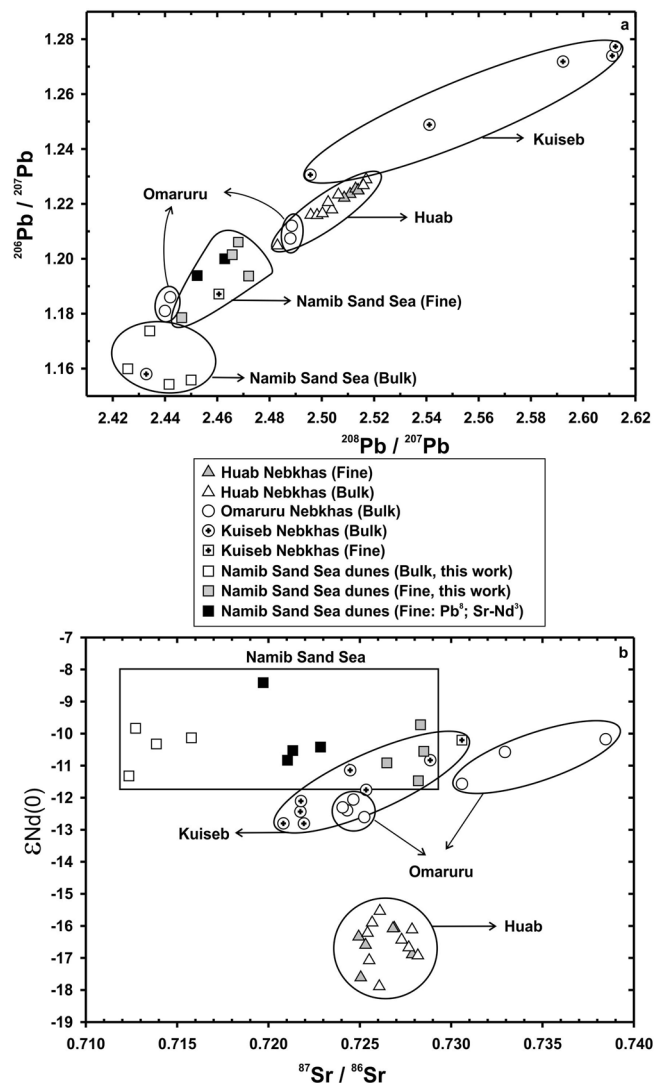 a
1.28
1.26
1.24
1.22
1.20
1.18
1.16
²⁰⁶Pb / ²⁰⁷Pb
Kuiseb
Omaruru
Huab
Namib Sand Sea (Fine)
Namib Sand Sea (Bulk)
2.42 2.44 2.46 2.48 2.50 2.52 2.54 2.56 2.58 2.60 2.62
²⁰⁸Pb / ²⁰⁷Pb
Huab Nebkhas (Fine)
Huab Nebkhas (Bulk)
Omaruru Nebkhas (Bulk)
Kuiseb Nebkhas (Bulk)
Kuiseb Nebkhas (Fine)
Namib Sand Sea dunes (Bulk, this work)
Namib Sand Sea dunes (Fine, this work)
Namib Sand Sea dunes (Fine: Pb⁸; Sr-Nd³)
b
-7
-8
-9
-10
-11
-12
-13
-14
-15
-16
-17
-18
-19
εNd(0)
Namib Sand Sea
Kuiseb
Omaruru
Huab
0.710 0.715 0.720 0.725 0.730 0.735 0.740
⁸⁷Sr / ⁸⁶Sr